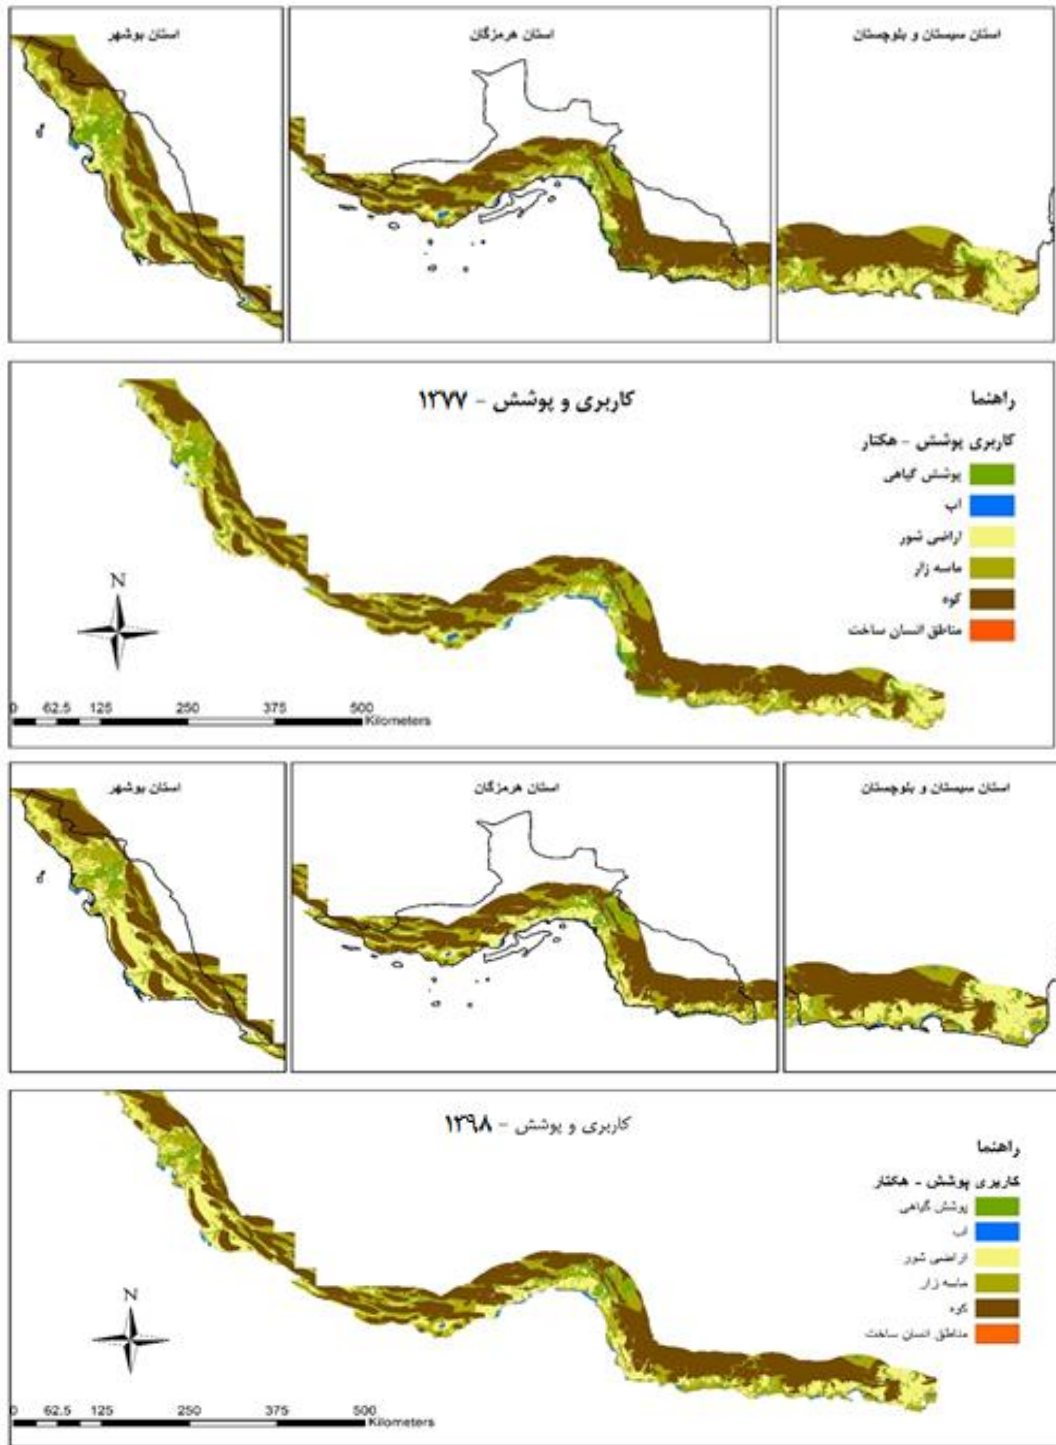 استان بوشهر
استان هرمزگان
استان سیستان و بلوچستان
کاربری و پوشش - ۱۳۷۷
راهنما
کاربری پوشش - هکتار
پوشش گیاهی
اب
اراضی شور
ماسه زار
کوه
مناطق انسان ساخت
N
0 62.5 125 250 375 500
Kilometers
استان بوشهر
استان هرمزگان
استان سیستان و بلوچستان
کاربری و پوشش - ۱۳۹۸
راهنما
کاربری پوشش - هکتار
پوشش گیاهی
اب
اراضی شور
ماسه زار
کوه
مناطق انسان ساخت
N
0 62.5 125 250 375 500
Kilometers